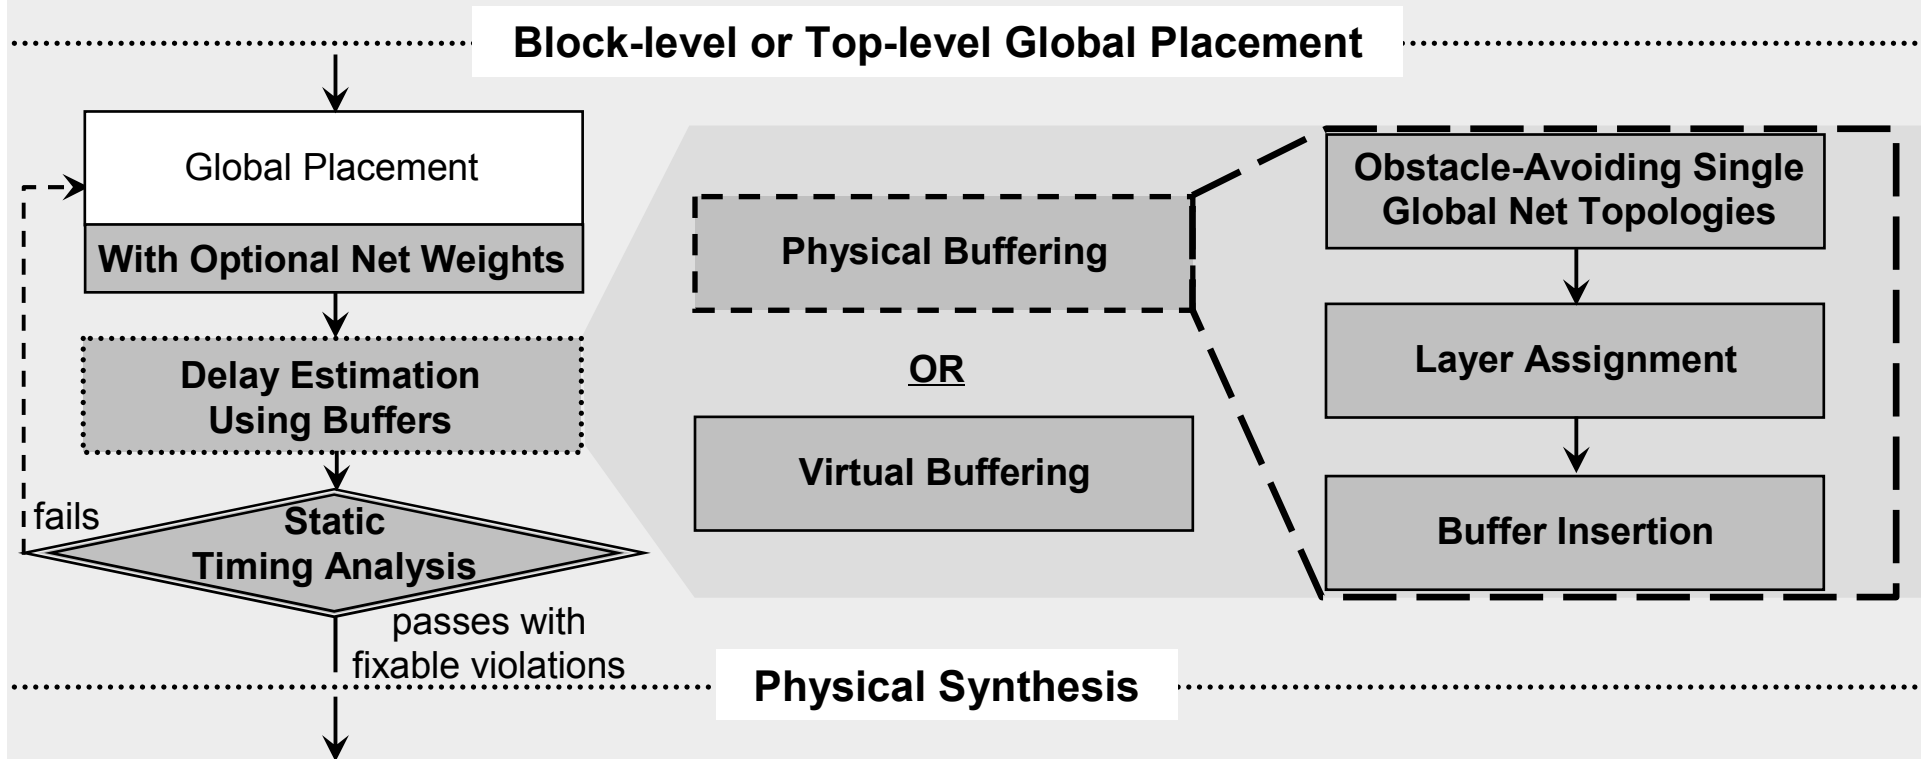 Block-level or Top-level Global Placement
Global Placement
With Optional Net Weights
Delay Estimation
Using Buffers
fails
Static
Timing Analysis
passes with
fixable violations
Physical Buffering
OR
Virtual Buffering
Obstacle-Avoiding Single
Global Net Topologies
Layer Assignment
Buffer Insertion
Physical Synthesis